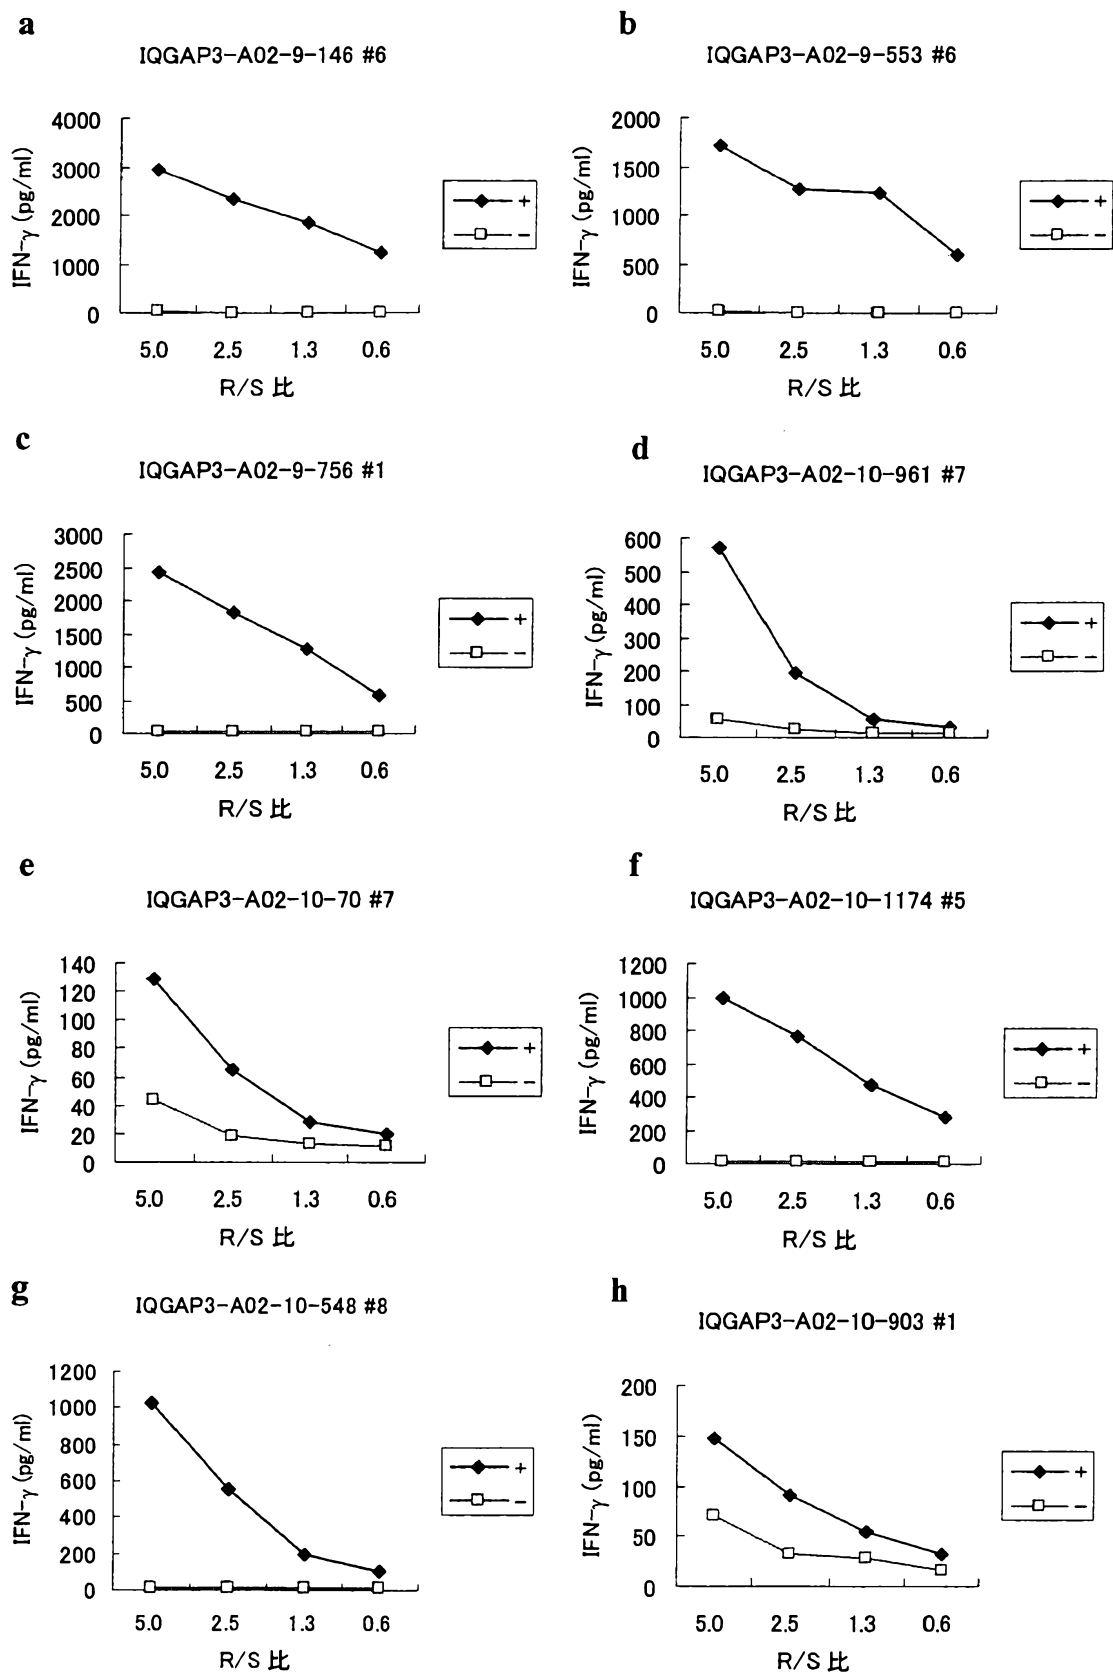 a
IQGAP3-A02-9-146 #6
IFN-γ (pg/ml)
4000
3000
2000
1000
0
5.0 2.5 1.3 0.6
R/S 比
+
−
b
IQGAP3-A02-9-553 #6
IFN-γ (pg/ml)
2000
1500
1000
500
0
5.0 2.5 1.3 0.6
R/S 比
+
−
c
IQGAP3-A02-9-756 #1
IFN-γ (pg/ml)
3000
2500
2000
1500
1000
500
0
5.0 2.5 1.3 0.6
R/S 比
+
−
d
IQGAP3-A02-10-961 #7
IFN-γ (pg/ml)
600
500
400
300
200
100
0
5.0 2.5 1.3 0.6
R/S 比
+
−
e
IQGAP3-A02-10-70 #7
IFN-γ (pg/ml)
140
120
100
80
60
40
20
0
5.0 2.5 1.3 0.6
R/S 比
+
−
f
IQGAP3-A02-10-1174 #5
IFN-γ (pg/ml)
1200
1000
800
600
400
200
0
5.0 2.5 1.3 0.6
R/S 比
+
−
g
IQGAP3-A02-10-548 #8
IFN-γ (pg/ml)
1200
1000
800
600
400
200
0
5.0 2.5 1.3 0.6
R/S 比
+
−
h
IQGAP3-A02-10-903 #1
IFN-γ (pg/ml)
200
150
100
50
0
5.0 2.5 1.3 0.6
R/S 比
+
−